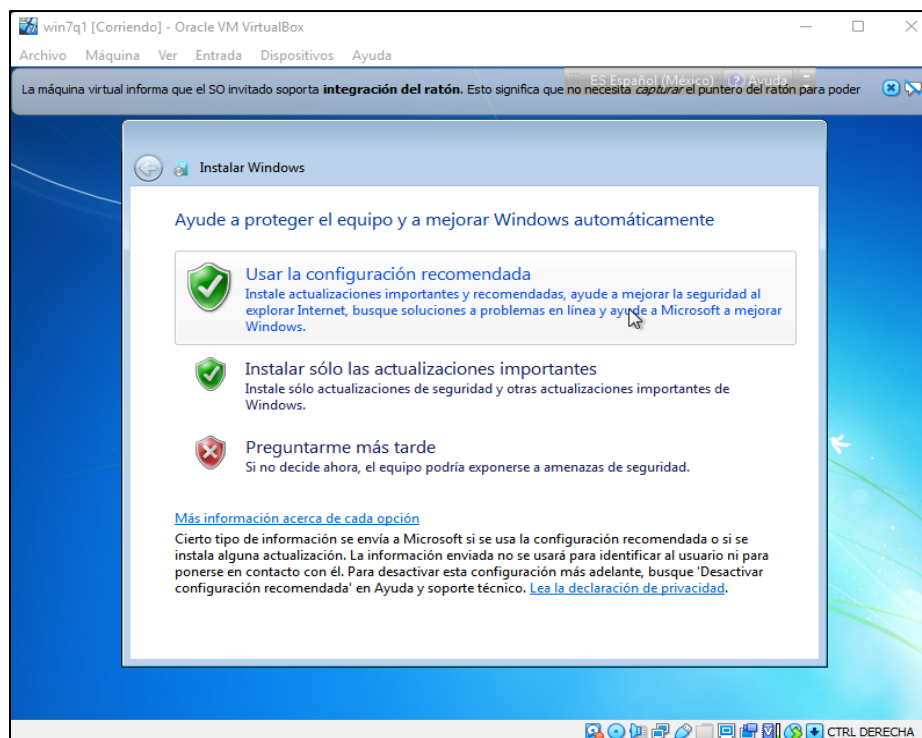 win7q1 [Corriendo] - Oracle VM VirtualBox
Archivo Máquina Ver Entrada Dispositivos Ayuda
ES Español (México) ? Ayuda
La máquina virtual informa que el SO invitado soporta integración del ratón. Esto significa que no necesita capturar el puntero del ratón para poder
Instalar Windows
Ayude a proteger el equipo y a mejorar Windows automáticamente
Usar la configuración recomendada
Instale actualizaciones importantes y recomendadas, ayude a mejorar la seguridad al
explorar Internet, busque soluciones a problemas en línea y ayude a Microsoft a mejorar
Windows.
Instalar sólo las actualizaciones importantes
Instale sólo actualizaciones de seguridad y otras actualizaciones importantes de
Windows.
Preguntarme más tarde
Si no decide ahora, el equipo podría exponerse a amenazas de seguridad.
Más información acerca de cada opción
Cierto tipo de información se envía a Microsoft si se usa la configuración recomendada o si se
instala alguna actualización. La información enviada no se usará para identificar al usuario ni para
ponerse en contacto con él. Para desactivar esta configuración más adelante, busque 'Desactivar
configuración recomendada' en Ayuda y soporte técnico. Lea la declaración de privacidad.
CTRL DERECHA